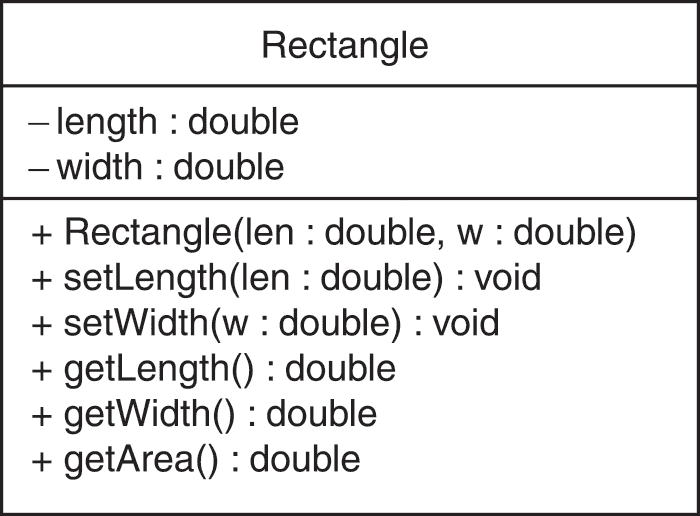 Rectangle
– length : double
– width : double
+ Rectangle(len : double, w : double)
+ setLength(len : double) : void
+ setWidth(w : double) : void
+ getLength() : double
+ getWidth() : double
+ getArea() : double